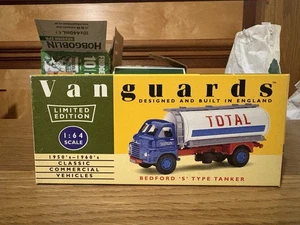 HOBGOBLIN
Vanguards™
DESIGNED AND BUILT IN ENGLAND
LIMITED
EDITION
1:64
SCALE
1950's-1960's
CLASSIC
COMMERCIAL
VEHICLES
TOTAL
BEDFORD 'S' TYPE TANKER